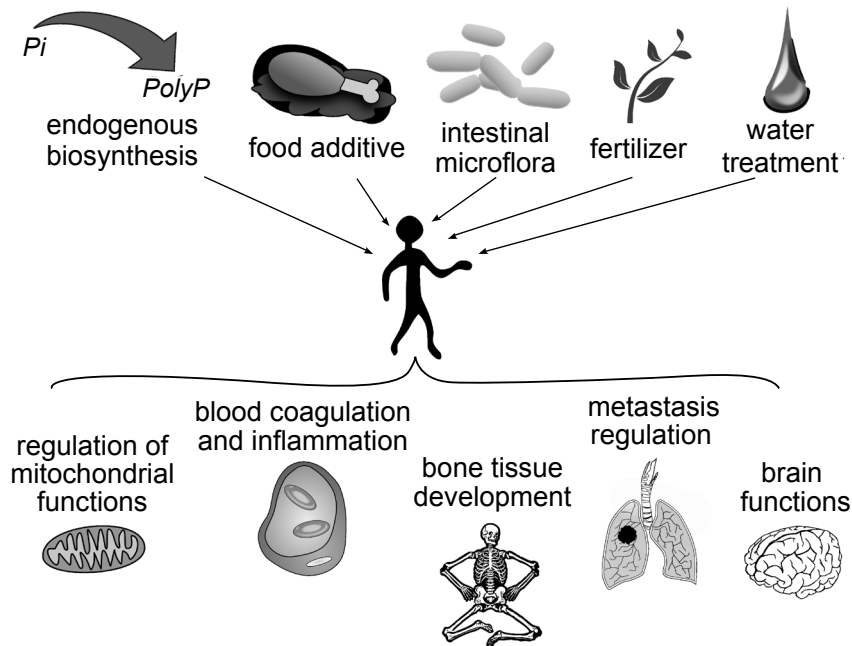 Pi
PolyP
endogenous
biosynthesis
food additive
intestinal
microflora
fertilizer
water
treatment
blood coagulation
and inflammation
metastasis
regulation
regulation of
mitochondrial
functions
bone tissue
development
brain
functions